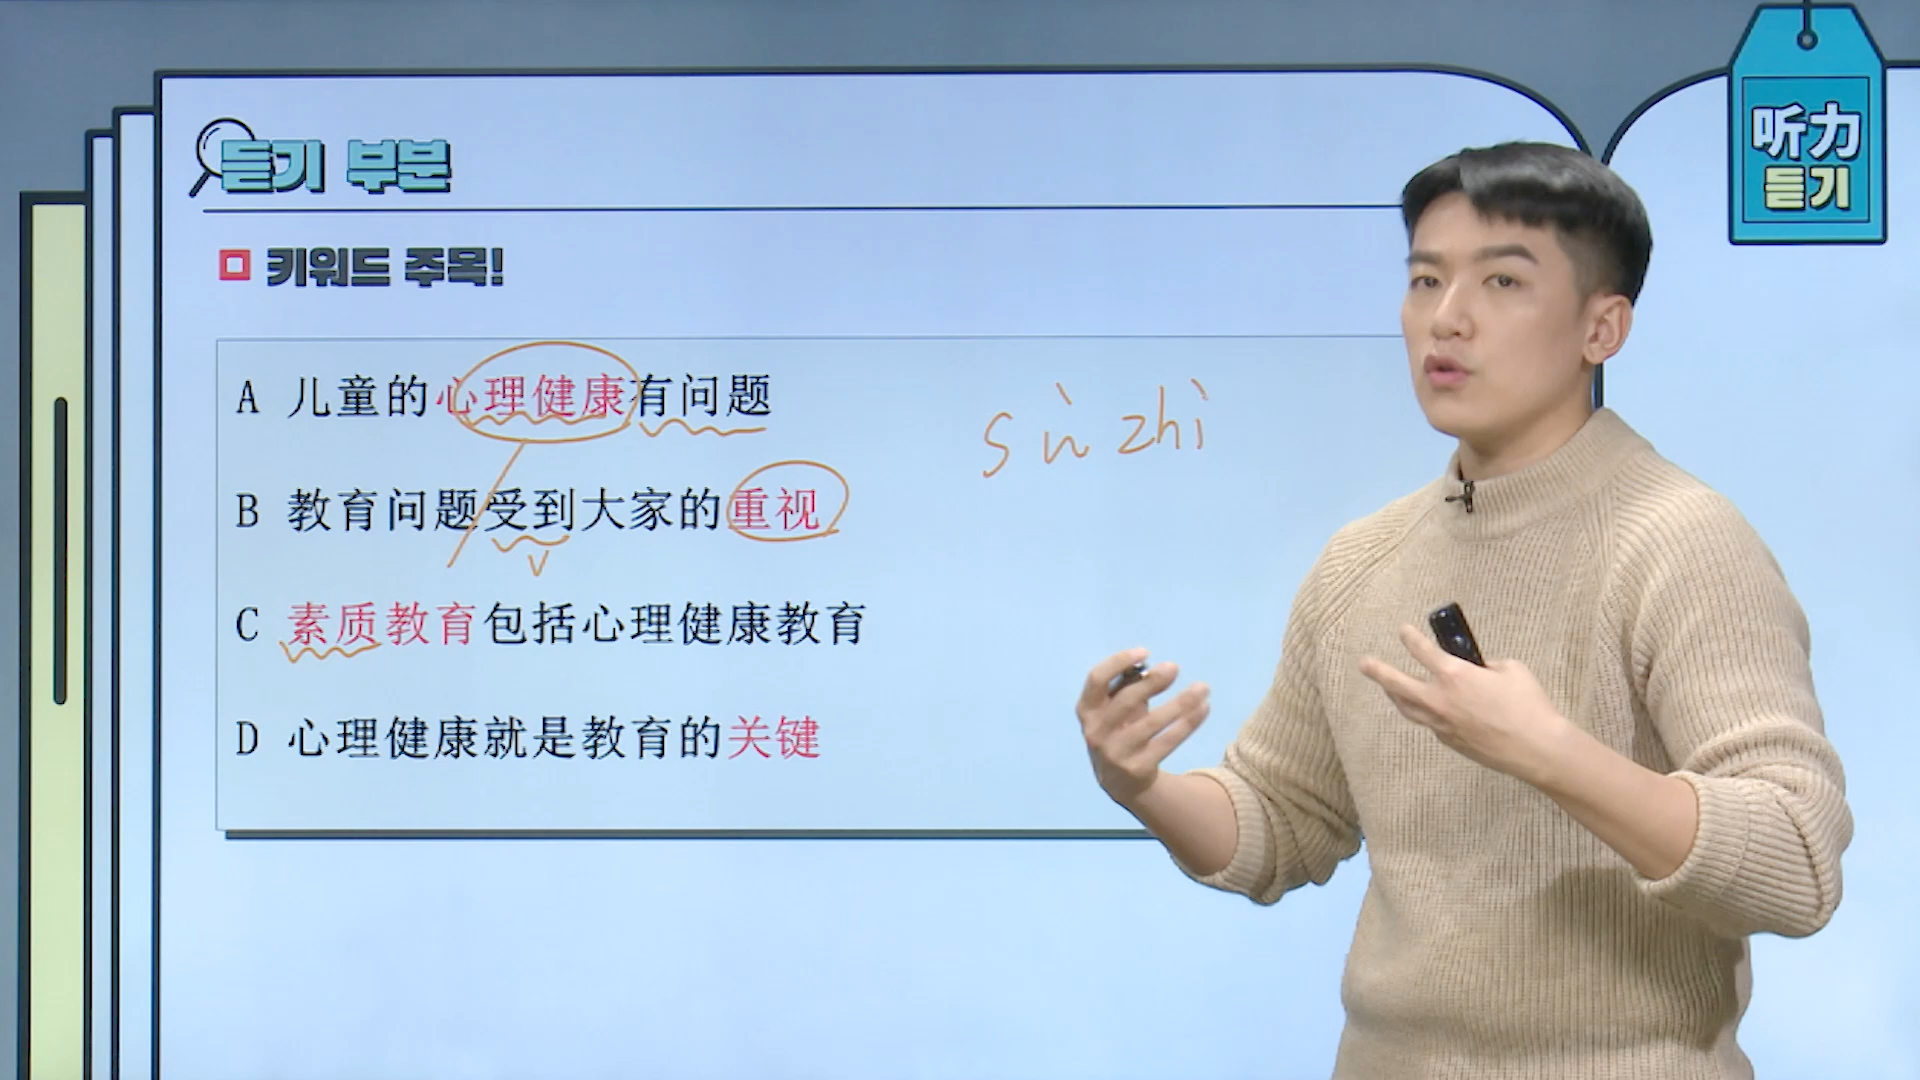 듣기 부분
키워드 주목!
A 儿童的心理健康有问题
B 教育问题受到大家的重视
C 素质教育包括心理健康教育
D 心理健康就是教育的关键
sù zhì
听力
듣기